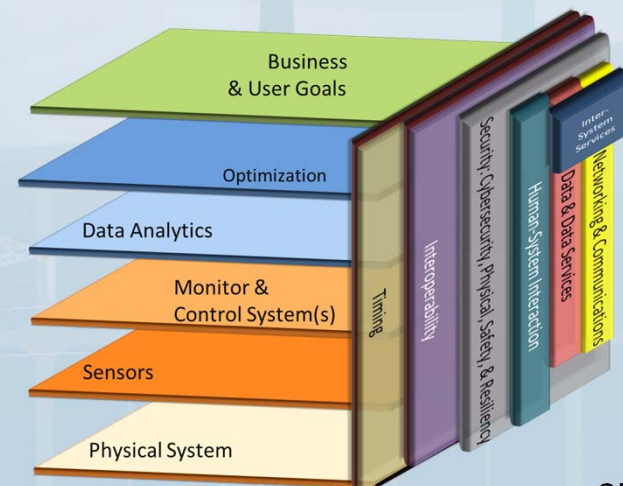 Business
& User Goals
Optimization
Data Analytics
Monitor &
Control System(s)
Sensors
Physical System
Timing
Interoperability
Security: Cybersecurity, Physical, Safety, & Resiliency
Human-System Interaction
Data & Data Services
Networking & Communications
Inter-
System
Services